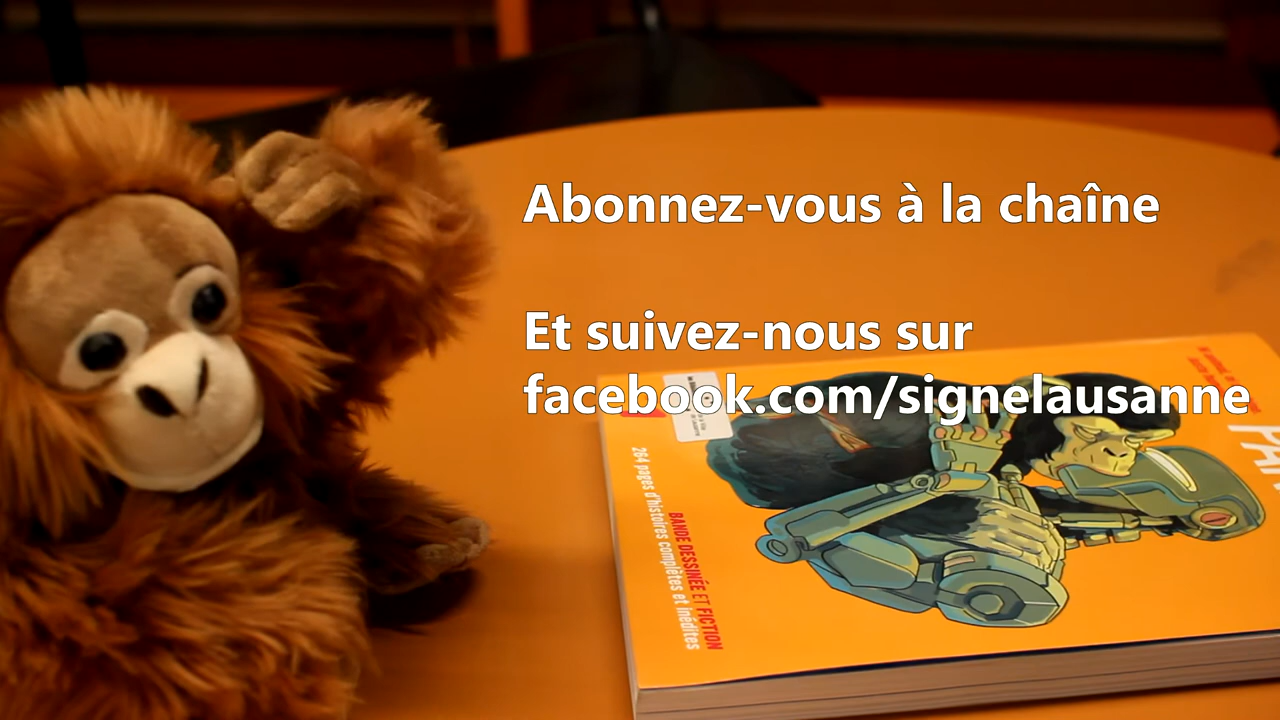 Abonnez-vous à la chaîne
Et suivez-nous sur
facebook.com/signelausanne
BANDE DESSINÉE ET FICTION
264 pages d'histoires complètes et inédites